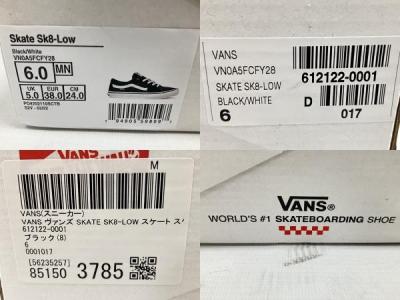 Skate Sk8-Low
Black/White
VN0A5FCFY28
6.0 MN
UK EUR CM
5.0 38.0 24.0
VANS
VN0A5FCFY28
SKATE SK8-LOW
BLACK/WHITE
6
612122-0001
D
017
M
VANS(スニーカー)
VANS ヴァンズ SKATE SK8-LOW スケート ス
612122-0001
ブラック(8)
6
0001017
[56235257]
85150 3785
VANS®
WORLD'S #1 SKATEBOARDING SHOE